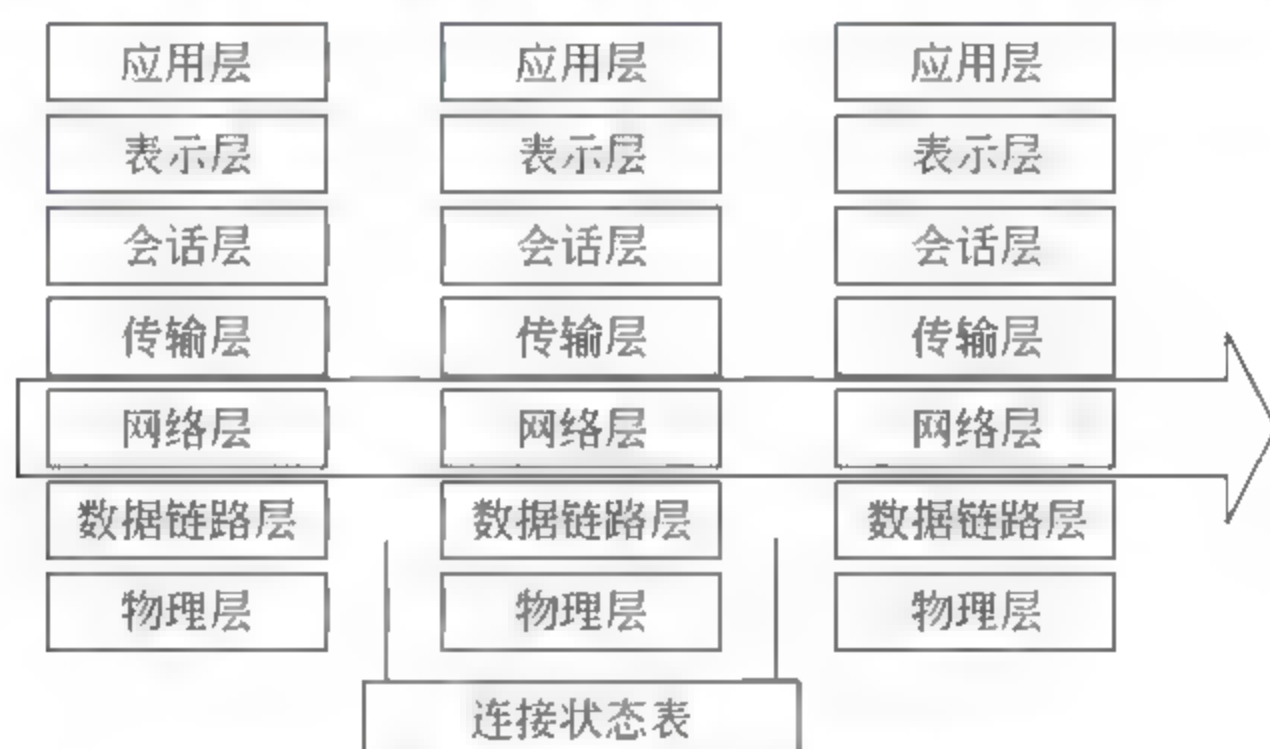 应用层 应用层 应用层
表示层 表示层 表示层
会话层 会话层 会话层
传输层 传输层 传输层
网络层 网络层 网络层
数据链路层 数据链路层 数据链路层
物理层 物理层 物理层
连接状态表